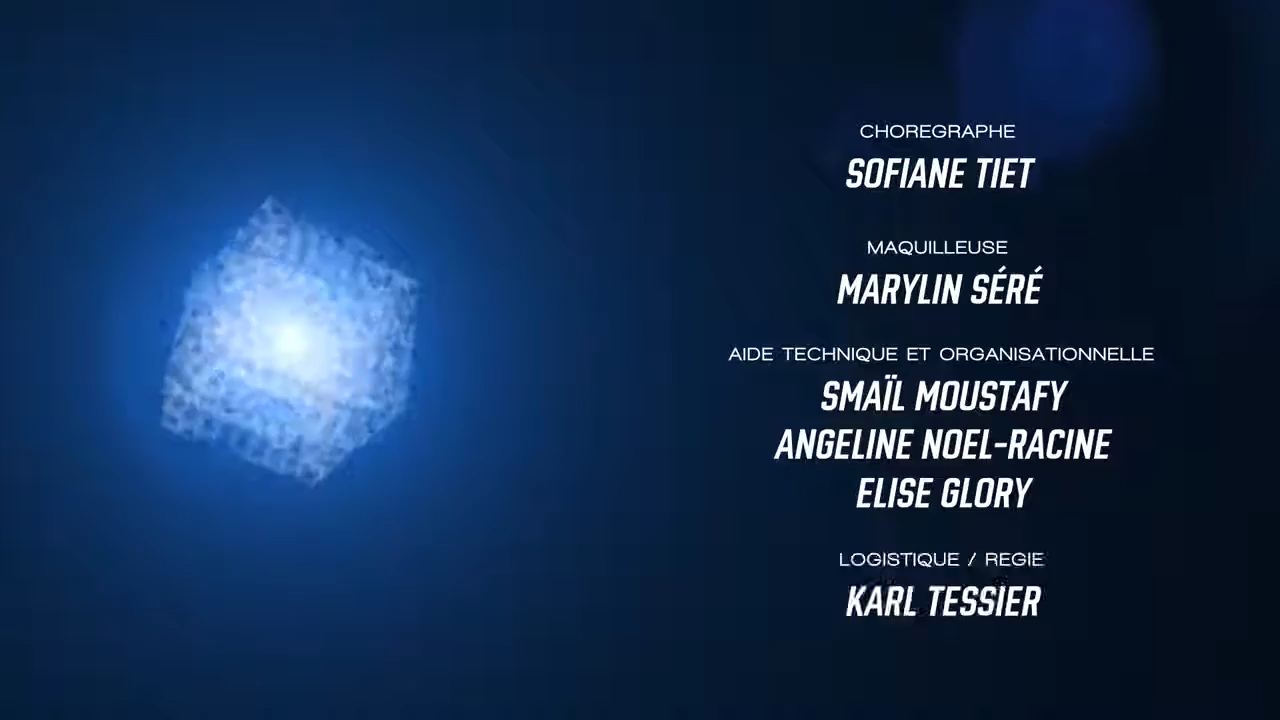 CHOREGRAPHE
SOFIANE TIET
MAQUILLEUSE
MARYLIN SÉRÉ
AIDE TECHNIQUE ET ORGANISATIONNELLE
SMAÏL MOUSTAFY
ANGELINE NOEL-RACINE
ELISE GLORY
LOGISTIQUE / REGIE
KARL TESSIER